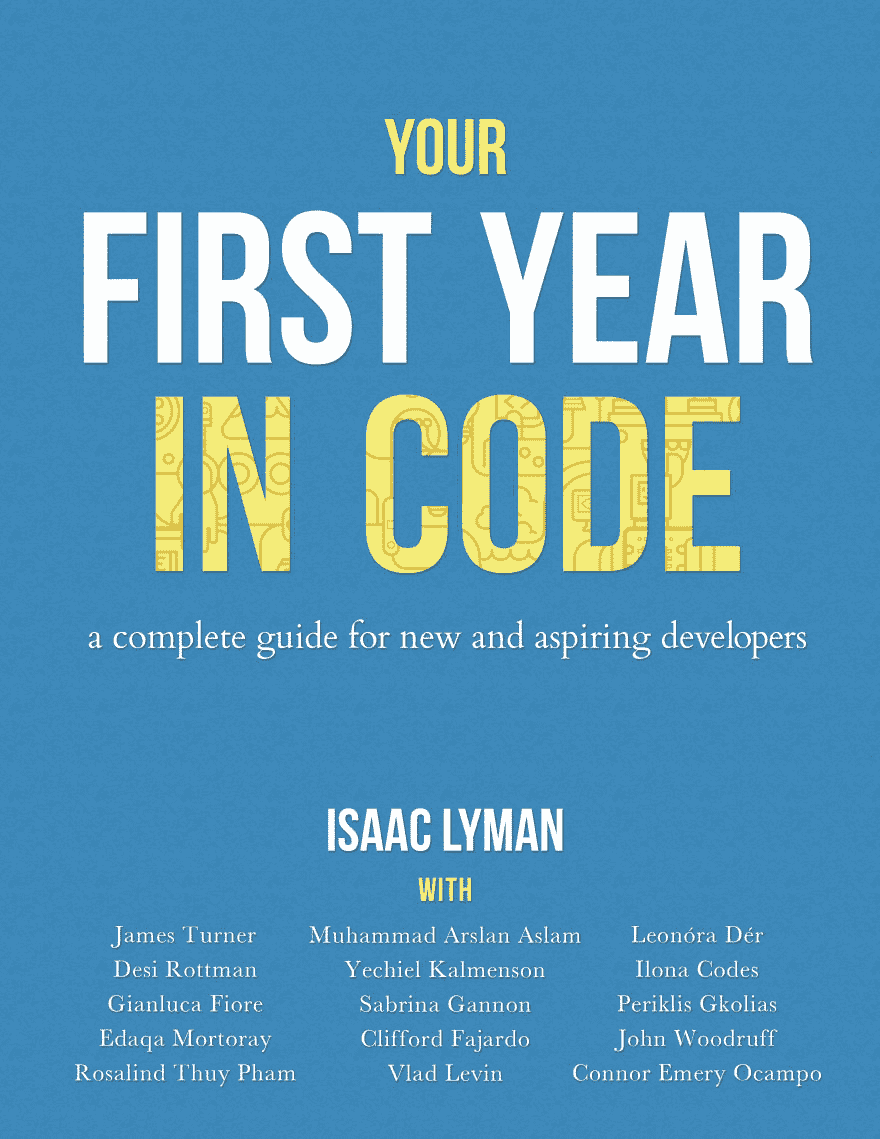 YOUR
FIRST YEAR
IN CODE
a complete guide for new and aspiring developers
ISAAC LYMAN
WITH
James Turner
Desi Rottman
Gianluca Fiore
Edaqa Mortoray
Rosalind Thuy Pham
Muhammad Arslan Aslam
Yechiel Kalmenson
Sabrina Gannon
Clifford Fajardo
Vlad Levin
Leonóra Dér
Ilona Codes
Periklis Gkolias
John Woodruff
Connor Emery Ocampo